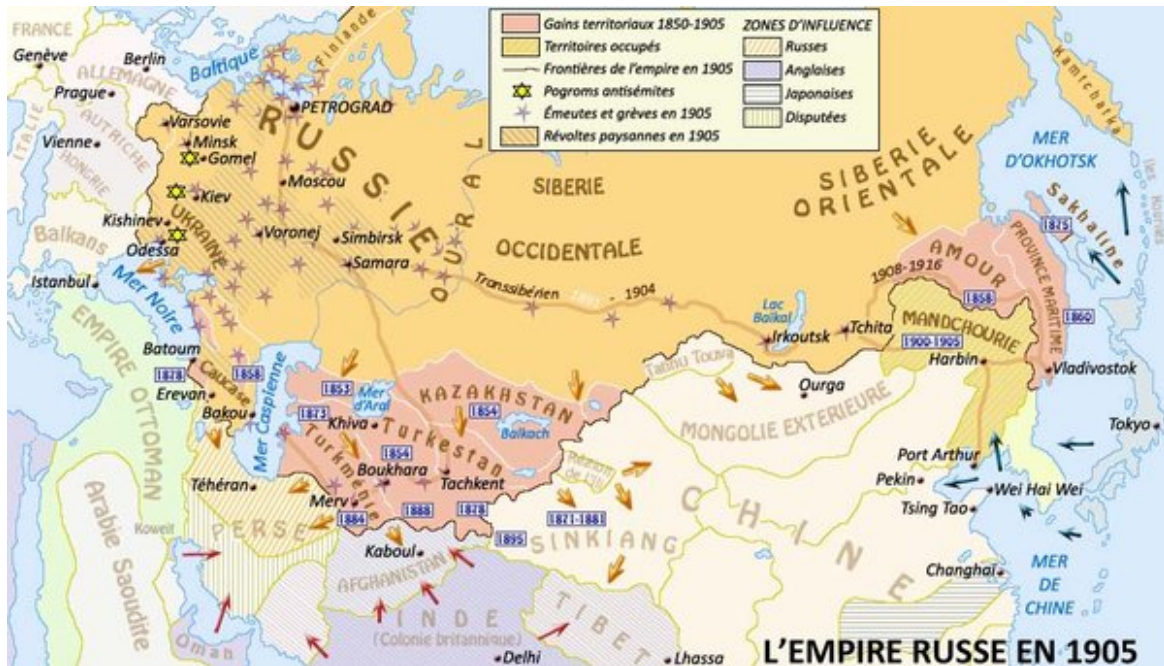 Gains territoriaux 1850-1905
Territoires occupés
Frontières de l'empire en 1905
Pogroms antisémites
Émeutes et grèves en 1905
Révoltes paysannes en 1905
ZONES D'INFLUENCE
Russes
Anglaises
Japonaises
Disputées
FRANCE
Genève
Berlin
Baltique
Finlande
ALLEMAGNE
Prague
PETROGRAD
ITALIE
AUTRICHE
HONGRIE
Vienne
Varsovie
Minsk
Gomel
RUSSIE
OURAL
Moscou
Kiev
UKRAINE
Kishinev
Odessa
Voronej
Simbirsk
Samara
Balkans
Istanbul
Mer Noire
SIBERIE
OCCIDENTALE
SIBERIE
ORIENTALE
Transsibérien
- 1904
1908-1916
Kamtchatka
MER
D'OKHOTSK
Sakhaline
1875
AMOUR
1858
PROVINCE MARITIME
1860
MANDCHOURIE
1900-1905
Harbin
Vladivostok
Lac
Baïkal
Irkoutsk
Tchita
Tannu Touva
Ourga
MONGOLIE EXTERIEURE
EMPIRE OTTOMAN
Batoum
1878
Caucase
1858
Erevan
Bakou
Mer Caspienne
1853
Mer
d'Aral
KAZAKHSTAN
1873
Khiva
1854
Balkach
Turkestan
Turkménie
1854
Boukhara
Tachkent
Merv
1884
1888
1878
1895
Région
de l'Ili
1871-1881
SINKIANG
CHINE
Port Arthur
Pekin
Wei Hai Wei
Tsing Tao
Tokyo
Changhaï
MER
DE
CHINE
Téhéran
PERSE
Koweit
Arabie Saoudite
Oman
Kaboul
AFGHANISTAN
INDE
(Colonie britannique)
Delhi
TIBET
Lhassa
L'EMPIRE RUSSE EN 1905